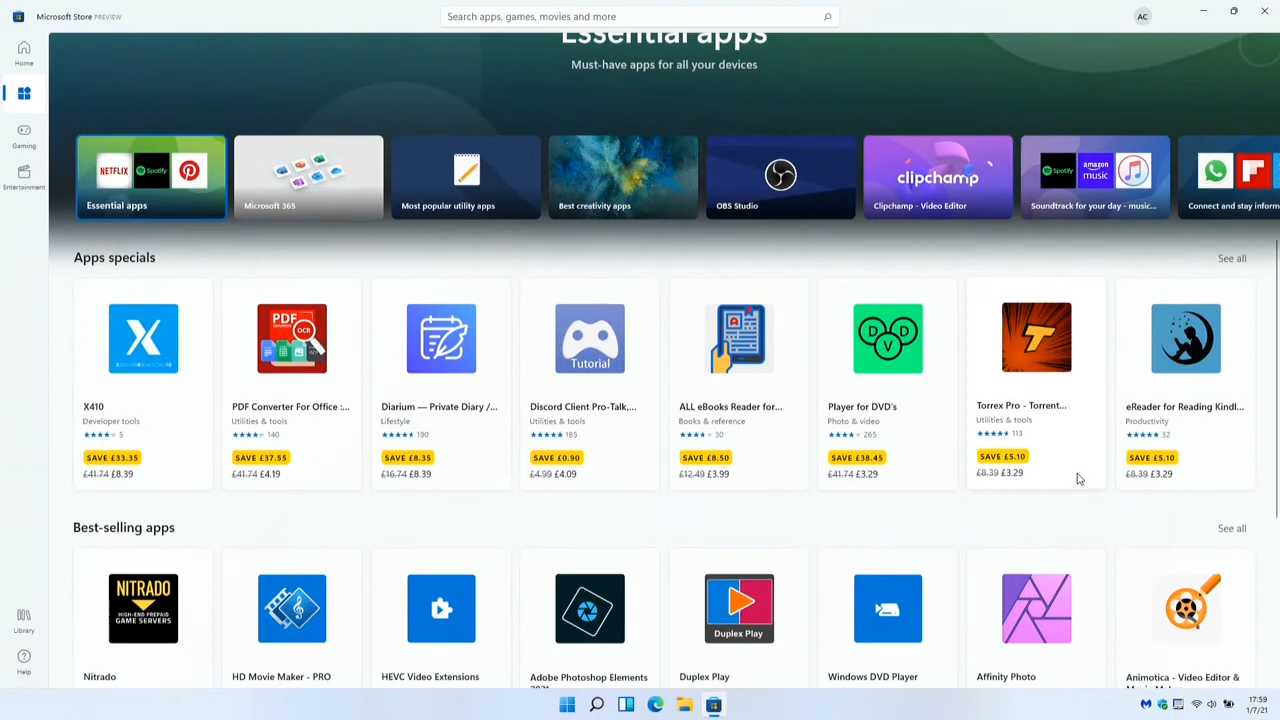 Microsoft Store PREVIEW
Search apps, games, movies and more
AC
Home
Gaming
Entertainment
Library
Help
Essential apps
Must-have apps for all your devices
NETFLIX
Spotify
Essential apps
Microsoft 365
Most popular utility apps
Best creativity apps
OBS Studio
clipchamp
Clipchamp - Video Editor
Spotify
amazon music
Soundtrack for your day - music...
Connect and stay inform
Apps specials
See all
X
X410
Developer tools
5
SAVE £33.35
£41.74 £8.39
PDF
OCR
PDF Converter For Office :...
Utilities & tools
140
SAVE £37.55
£41.74 £4.19
Diarium — Private Diary /...
Lifestyle
190
SAVE £8.35
£16.74 £8.39
Tutorial
Discord Client Pro-Talk,...
Utilities & tools
185
SAVE £0.90
£4.99 £4.09
ALL eBooks Reader for...
Books & reference
30
SAVE £8.50
£12.49 £3.99
D V D
Player for DVD's
Photo & video
265
SAVE £38.45
£41.74 £3.29
T
Torrex Pro - Torrent...
Utilities & tools
113
SAVE £5.10
£8.39 £3.29
eReader for Reading Kindl...
Productivity
32
SAVE £5.10
£8.39 £3.29
Best-selling apps
See all
NITRADO
HIGH-END PREPAID
GAME SERVERS
Nitrado
HD Movie Maker - PRO
HEVC Video Extensions
Adobe Photoshop Elements
Duplex Play
Duplex Play
Windows DVD Player
Affinity Photo
Animotica - Video Editor &
17:59
1/7/21